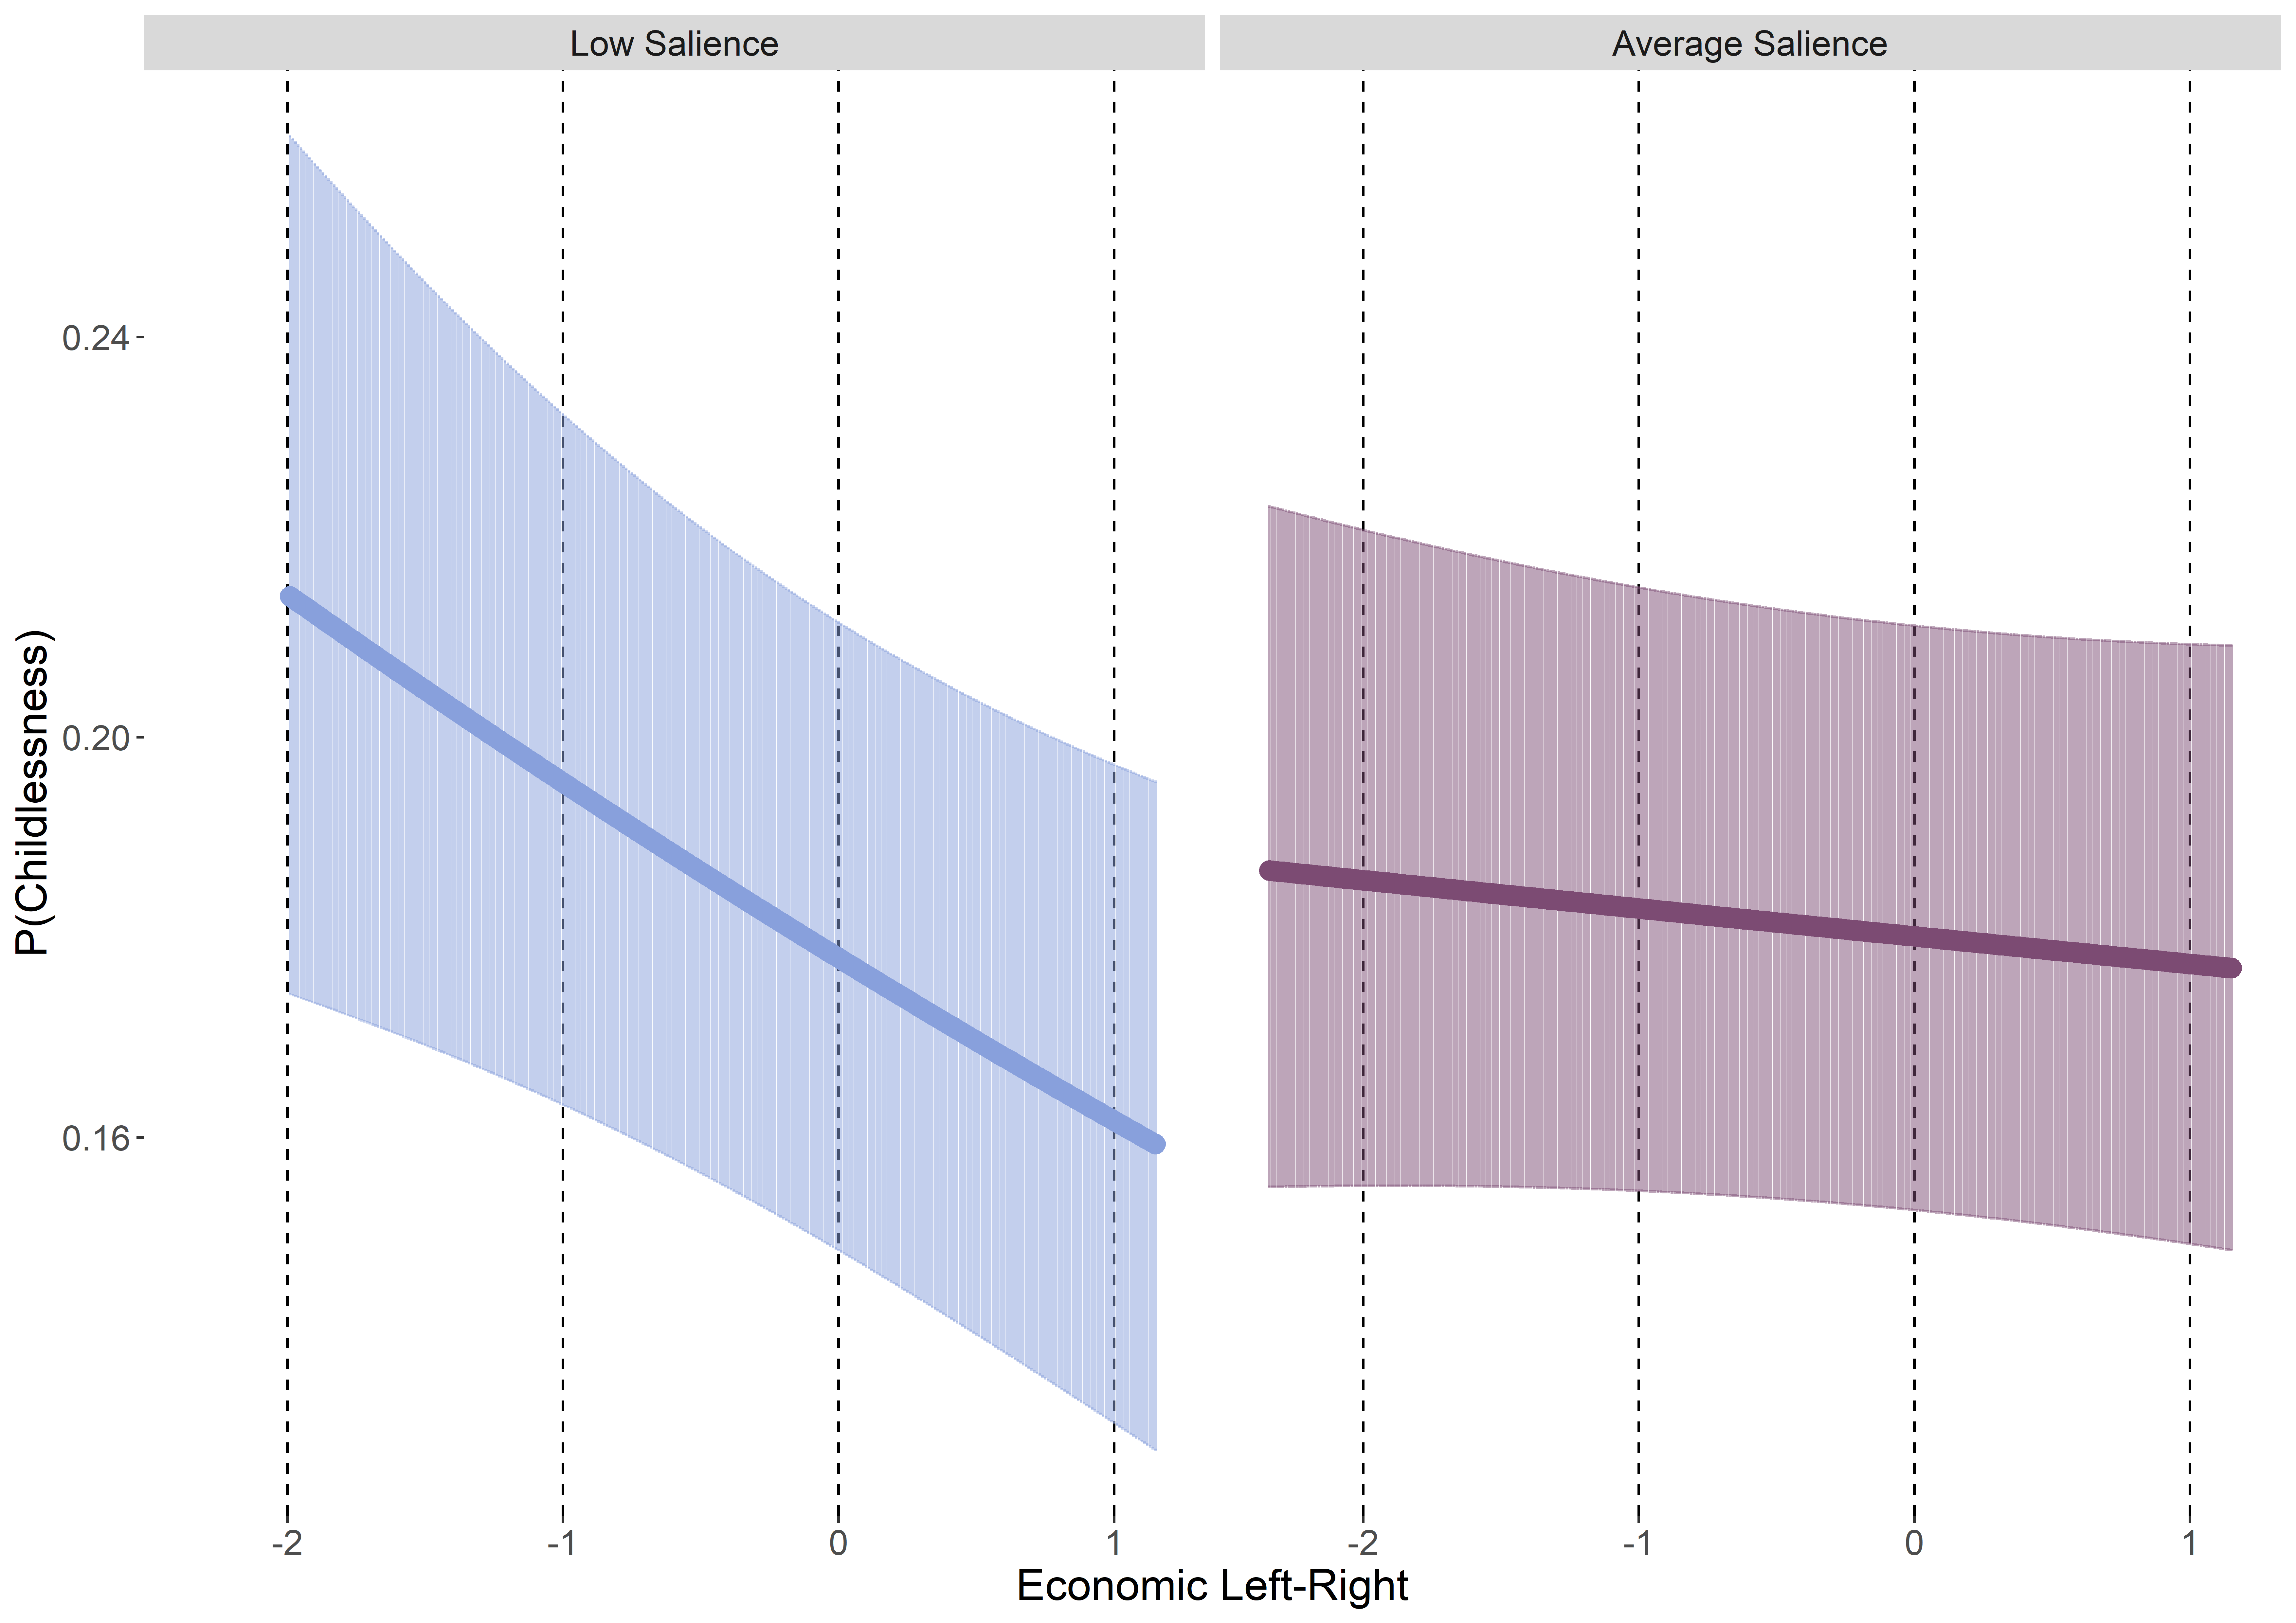 Low Salience
Average Salience
P(Childlessness)
0.24
0.20
0.16
-2 -1 0 1
-2 -1 0 1
Economic Left-Right